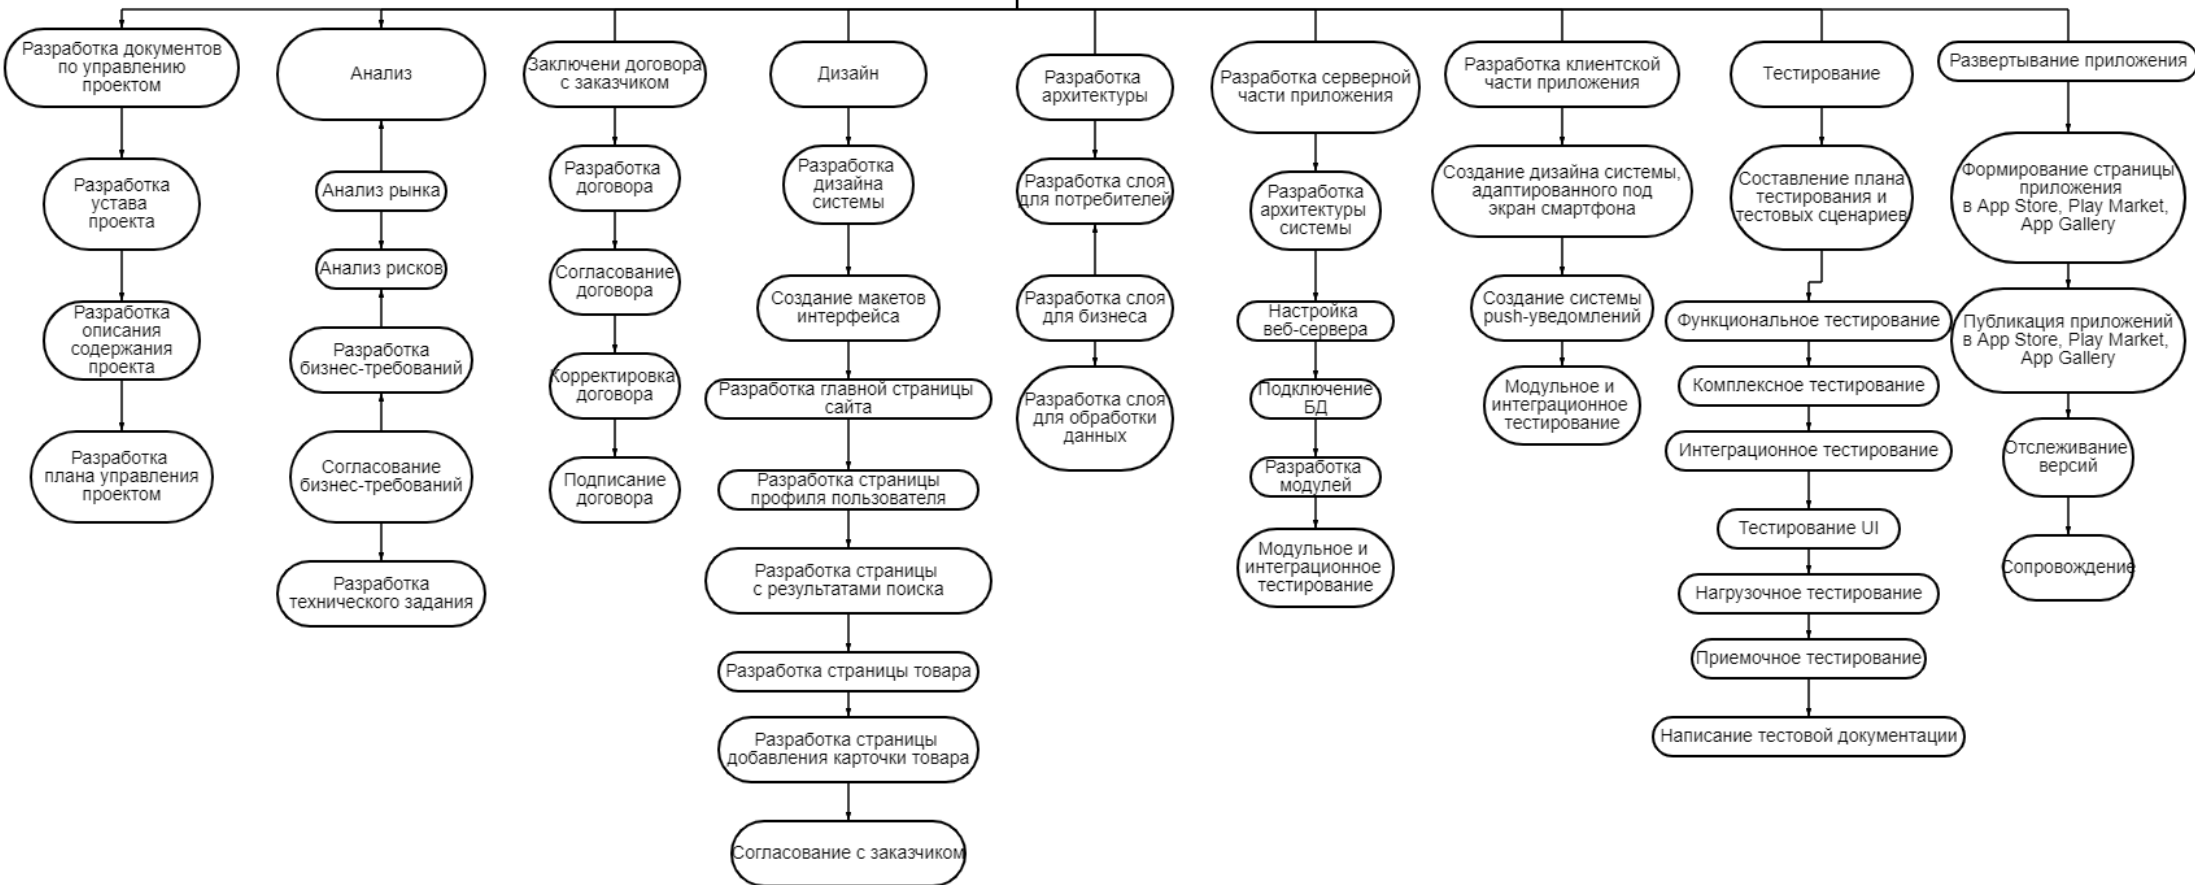 Разработка документов
по управлению
проектом
Разработка
устава
проекта
Разработка
описания
содержания
проекта
Разработка
плана управления
проектом
Анализ
Анализ рынка
Анализ рисков
Разработка
бизнес-требований
Согласование
бизнес-требований
Разработка
технического задания
Заключени договора
с заказчиком
Разработка
договора
Согласование
договора
Корректировка
договора
Подписание
договора
Дизайн
Разработка
дизайна
системы
Создание макетов
интерфейса
Разработка главной страницы
сайта
Разработка страницы
профиля пользователя
Разработка страницы
с результатами поиска
Разработка страницы товара
Разработка страницы
добавления карточки товара
Согласование с заказчиком
Разработка
архитектуры
Разработка слоя
для потребителей
Разработка слоя
для бизнеса
Разработка слоя
для обработки
данных
Разработка серверной
части приложения
Разработка
архитектуры
системы
Настройка
веб-сервера
Подключение
БД
Разработка
модулей
Модульное и
интеграционное
тестирование
Разработка клиентской
части приложения
Создание дизайна системы,
адаптированного под
экран смартфона
Создание системы
push-уведомлений
Модульное и
интеграционное
тестирование
Тестирование
Составление плана
тестирования и
тестовых сценариев
Функциональное тестирование
Комплексное тестирование
Интеграционное тестирование
Тестирование UI
Нагрузочное тестирование
Приемочное тестирование
Написание тестовой документации
Развертывание приложения
Формирование страницы
приложения
в App Store, Play Market,
App Gallery
Публикация приложений
в App Store, Play Market,
App Gallery
Отслеживание
версий
Сопровождение